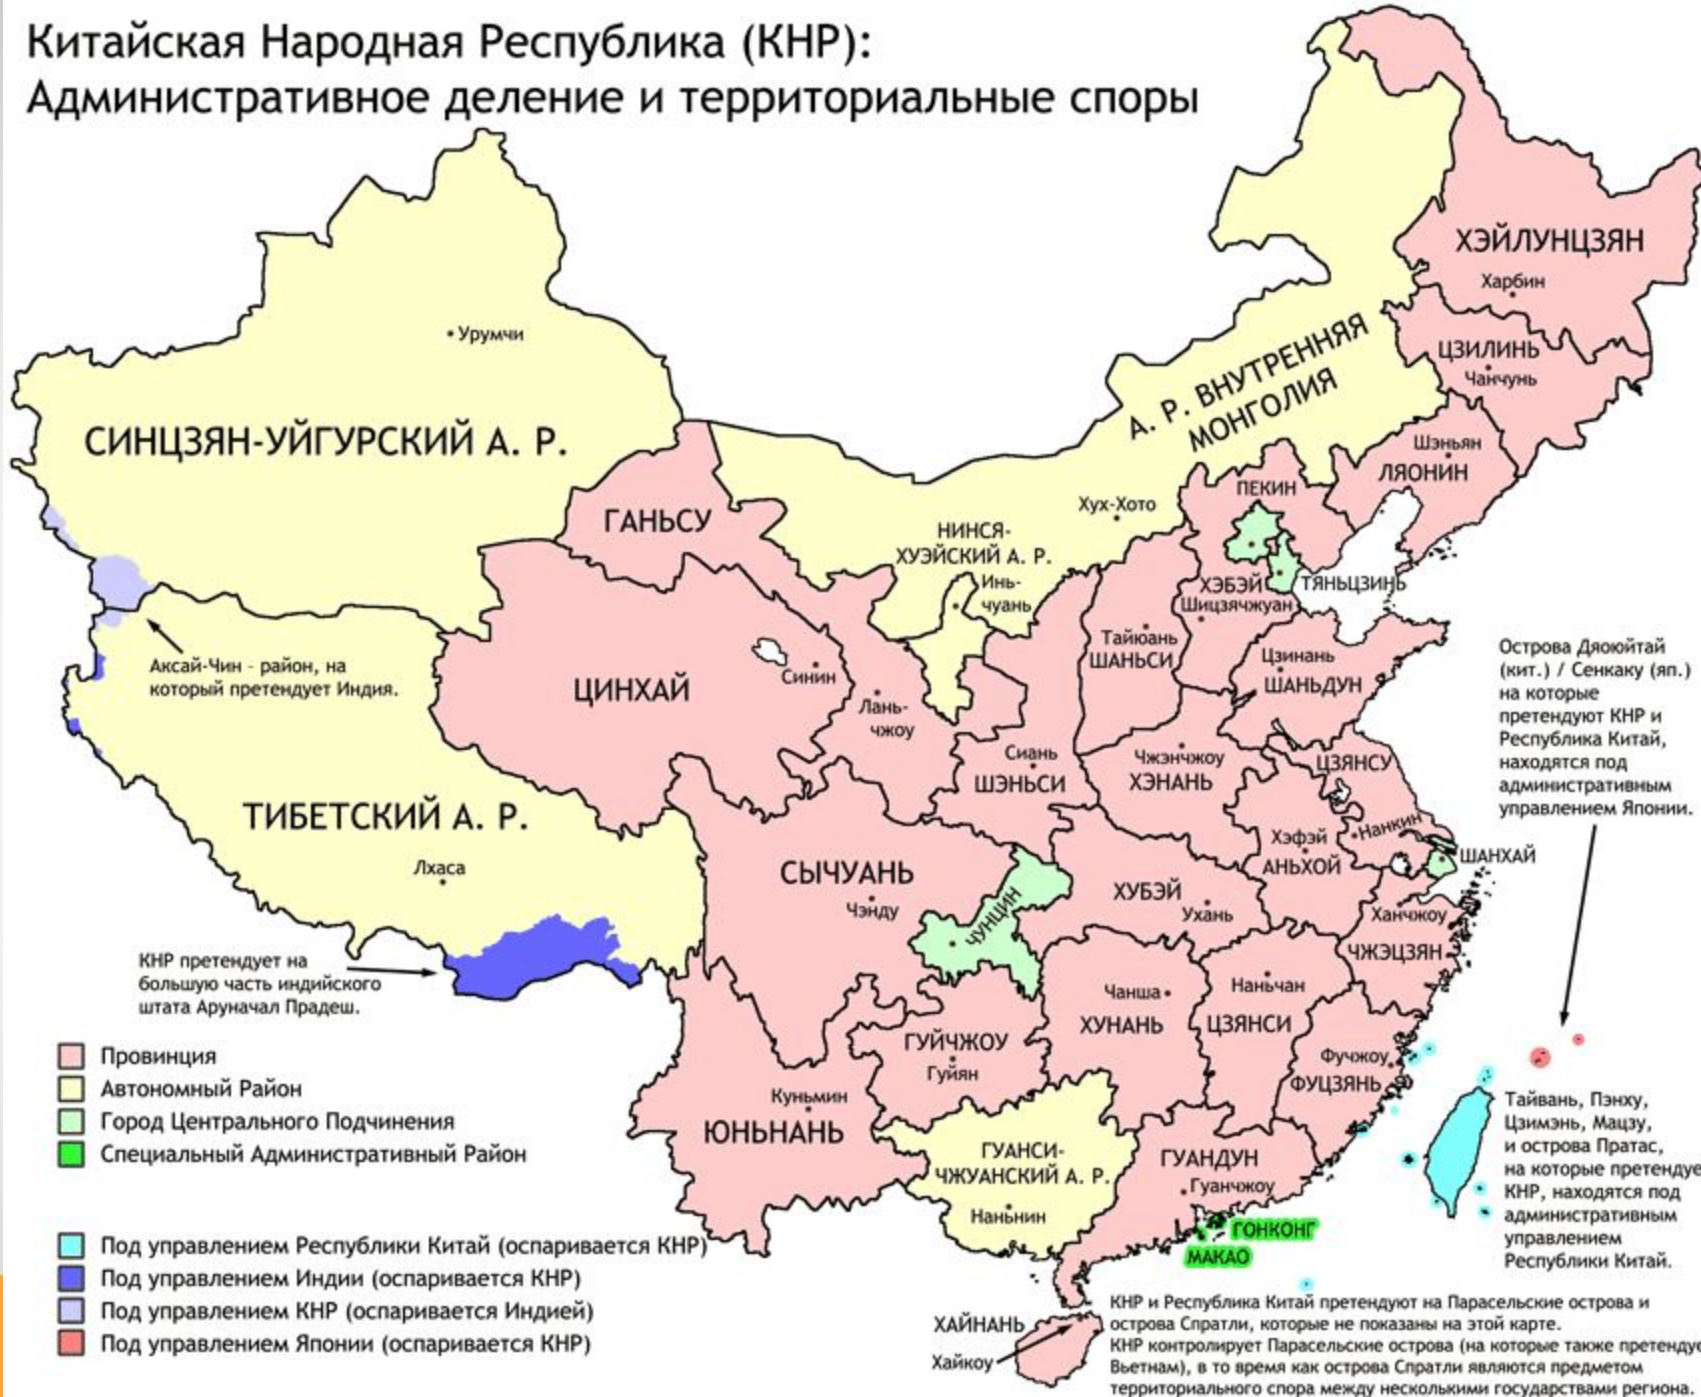 Китайская Народная Республика (КНР):
Административное деление и территориальные споры
ХЭЙЛУНЦЗЯН
Харбин
Урумчи
ЦЗИЛИНЬ
Чанчунь
А. Р. ВНУТРЕННЯЯ
МОНГОЛИЯ
СИНЦЗЯН-УЙГУРСКИЙ А. Р.
Шэньян
ЛЯОНИН
ПЕКИН
Хух-Хото
ГАНЬСУ
НИНСЯ-
ХУЭЙСКИЙ А. Р.
Инь-
чуань
ХЭБЭЙ
ТЯНЬЦЗИНЬ
Шицзячжуан
Тайюань
ШАНЬСИ
Цзинань
ШАНЬДУН
Аксай-Чин - район, на
который претендует Индия.
ЦИНХАЙ
Синин
Лань-
чжоу
Острова Дяоюйтай
(кит.) / Сенкаку (яп.)
на которые
претендуют КНР и
Республика Китай,
находятся под
административным
управлением Японии.
Сиань
ШЭНЬСИ
Чжэнчжоу
ХЭНАНЬ
ЦЗЯНСУ
ТИБЕТСКИЙ А. Р.
Лхаса
Хэфэй
АНЬХОЙ
Нанкин
ШАНХАЙ
СЫЧУАНЬ
Чэнду
ЧУНЦИН
ХУБЭЙ
Ухань
Ханчжоу
ЧЖЭЦЗЯН
КНР претендует на
большую часть индийского
штата Аруначал Прадеш.
Чанша
ХУНАНЬ
Наньчан
ЦЗЯНСИ
ГУЙЧЖОУ
Гуйян
Фучжоу
ФУЦЗЯНЬ
Куньмин
ЮНЬНАНЬ
ГУАНСИ-
ЧЖУАНСКИЙ А. Р.
Наньнин
ГУАНДУН
Гуанчжоу
ГОНКОНГ
МАКАО
Тайвань, Пэнху,
Цзимэнь, Мацзу,
и острова Пратас,
на которые претендуе
КНР, находятся под
административным
управлением
Республики Китай.
Провинция
Автономный Район
Город Центрального Подчинения
Специальный Административный Район
Под управлением Республики Китай (оспаривается КНР)
Под управлением Индии (оспаривается КНР)
Под управлением КНР (оспаривается Индией)
Под управлением Японии (оспаривается КНР)
ХАЙНАНЬ
Хайкоу
КНР и Республика Китай претендуют на Парасельские острова и
острова Спратли, которые не показаны на этой карте.
КНР контролирует Парасельские острова (на которые также претендуе
Вьетнам), в то время как острова Спратли являются предметом
территориального спора между несколькими государствами региона.